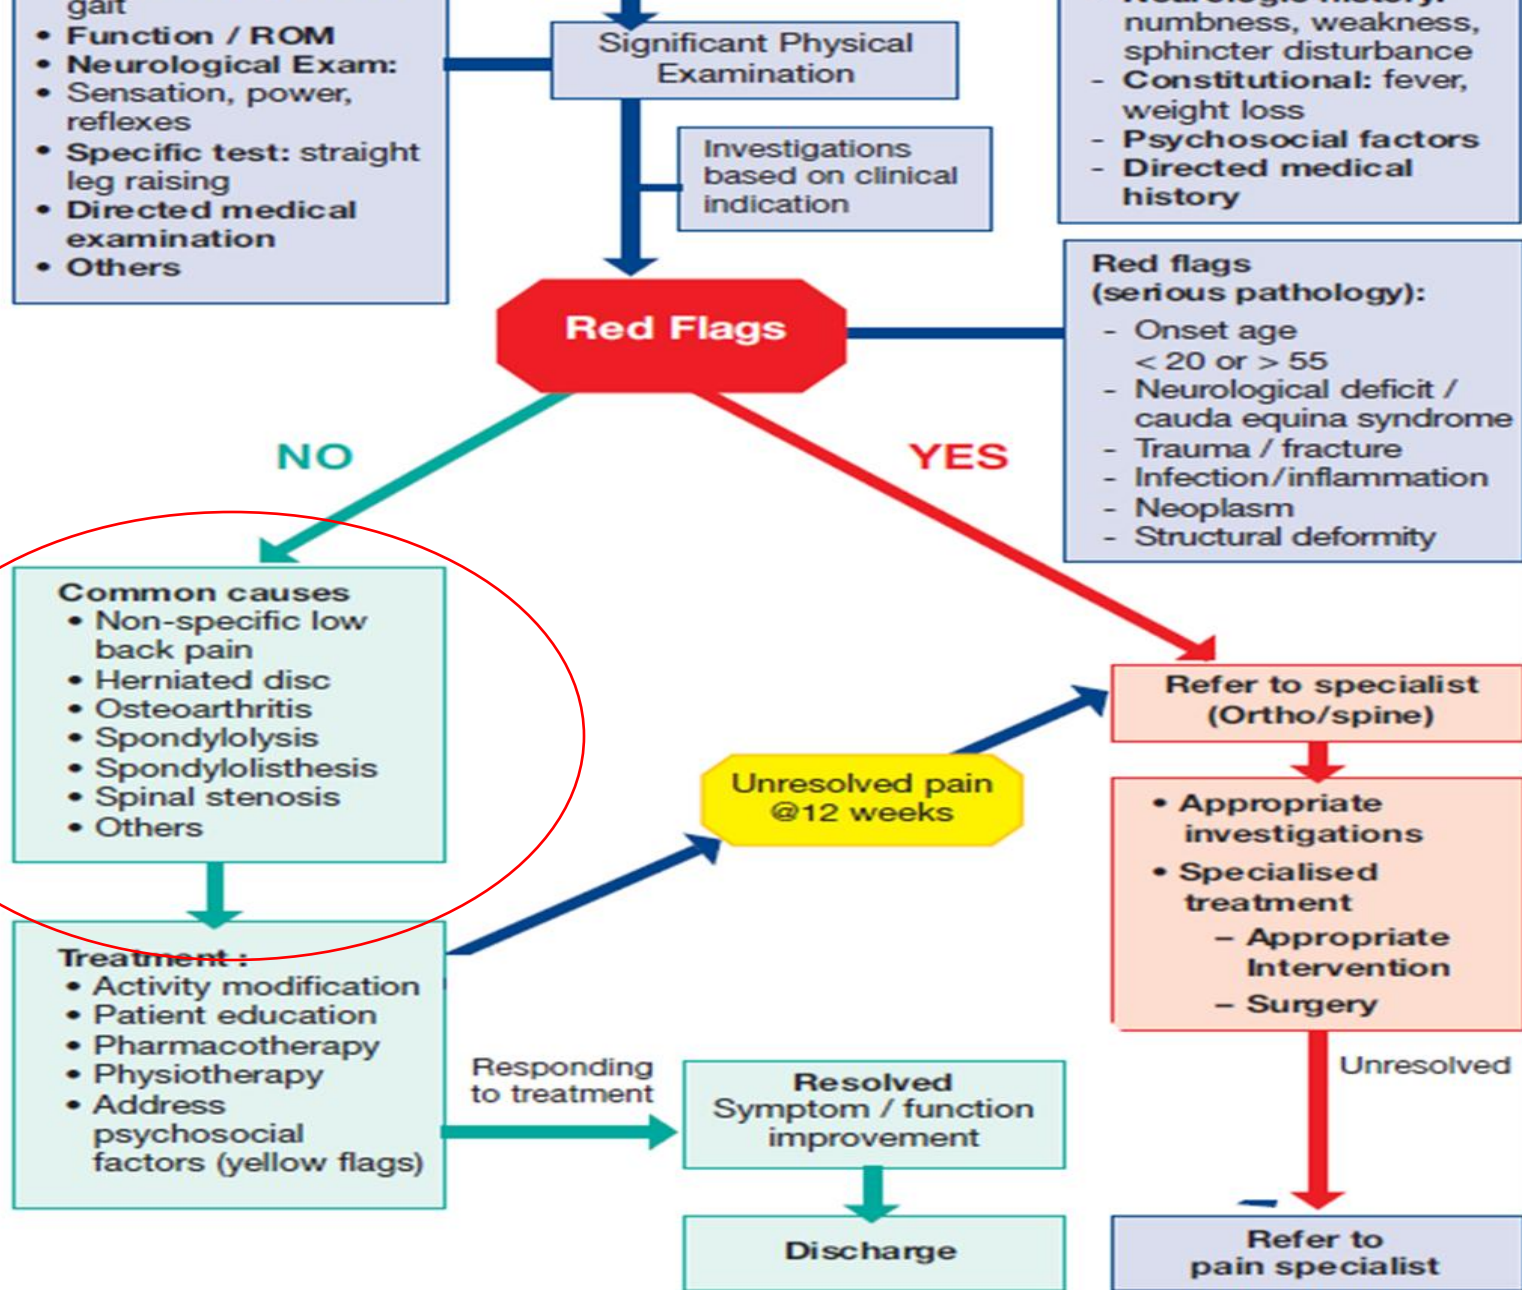 gait
• Function / ROM
• Neurological Exam:
• Sensation, power,
reflexes
• Specific test: straight
leg raising
• Directed medical
examination
• Others
Significant Physical
Examination
Investigations
based on clinical
indication
numbness, weakness,
sphincter disturbance
- Constitutional: fever,
weight loss
- Psychosocial factors
- Directed medical
history
Red Flags
Red flags
(serious pathology):
- Onset age
< 20 or > 55
- Neurological deficit /
cauda equina syndrome
- Trauma / fracture
- Infection/inflammation
- Neoplasm
- Structural deformity
NO
YES
Common causes
• Non-specific low
back pain
• Herniated disc
• Osteoarthritis
• Spondylolysis
• Spondylolisthesis
• Spinal stenosis
• Others
Unresolved pain
@12 weeks
Refer to specialist
(Ortho/spine)
• Appropriate
investigations
• Specialised
treatment
– Appropriate
Intervention
– Surgery
Treatment :
• Activity modification
• Patient education
• Pharmacotherapy
• Physiotherapy
• Address
psychosocial
factors (yellow flags)
Responding
to treatment
Resolved
Symptom / function
improvement
Unresolved
Discharge
Refer to
pain specialist